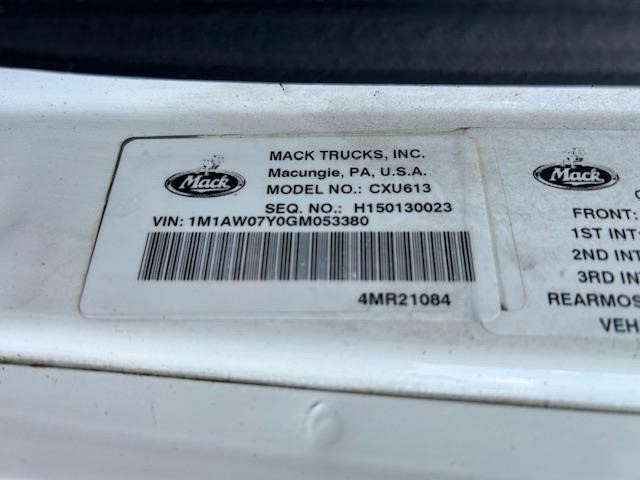 Mack
MACK TRUCKS, INC.
Macungie, PA, U.S.A.
MODEL NO.: CXU613
SEQ. NO.: H150130023
VIN: 1M1AW07Y0GM053380
4MR21084
Mack
FRONT:
1ST INT:
2ND INT
3RD IN
REARMOS
VEH